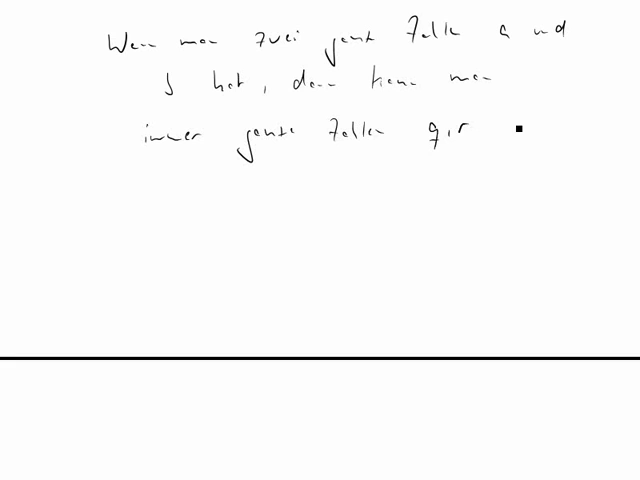 Wenn man zwei ganze Zahlen a und
b hat, dann kann man
immer ganze Zahlen q, r